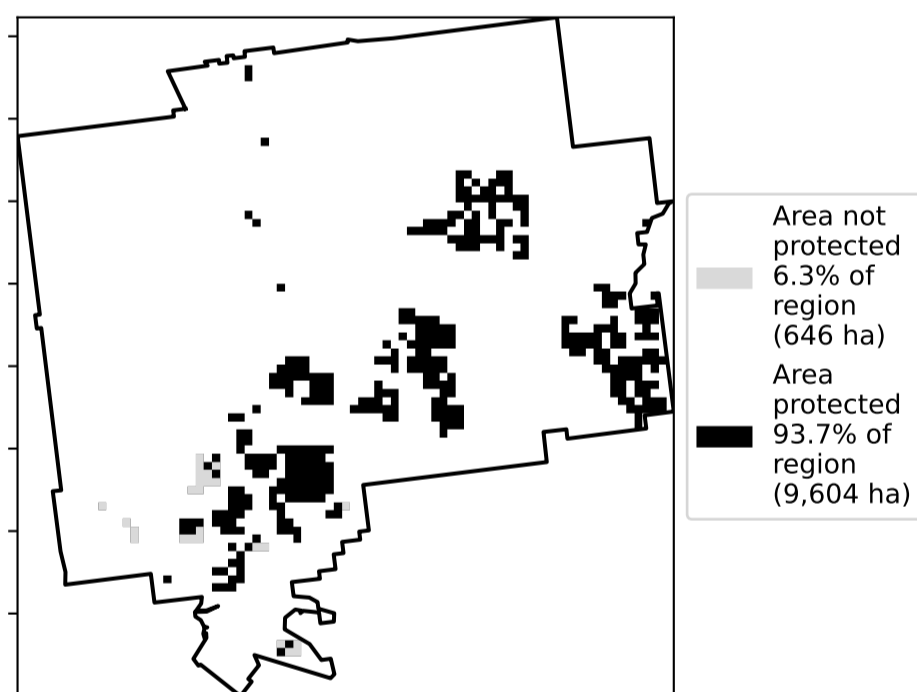 Area not
protected
6.3% of
region
(646 ha)
Area
protected
93.7% of
region
(9,604 ha)